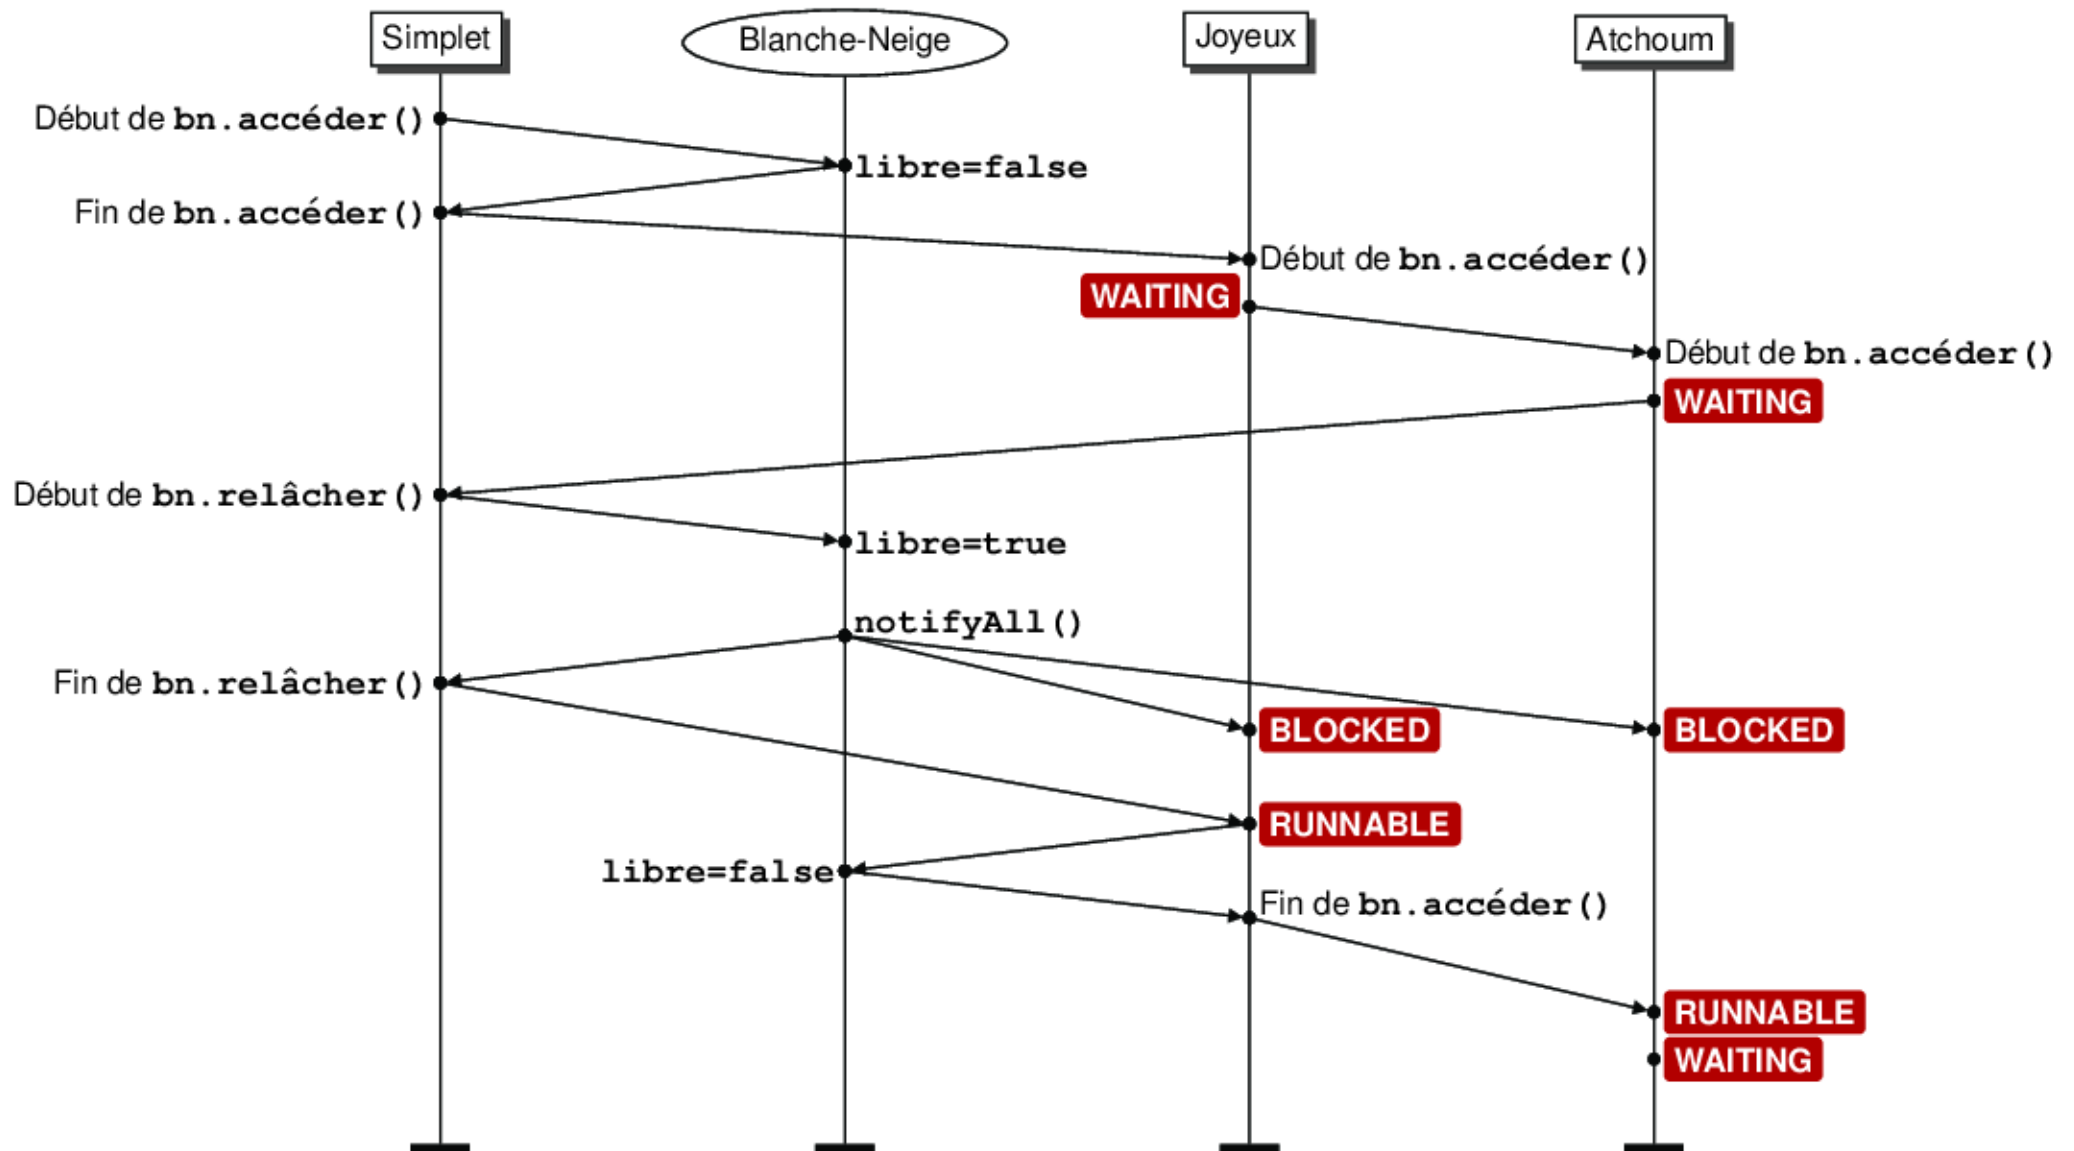 Simplet
Blanche-Neige
Joyeux
Atchoum
Début de bn.accéder()
libre=false
Fin de bn.accéder()
Début de bn.accéder()
WAITING
Début de bn.accéder()
WAITING
Début de bn.relâcher()
libre=true
notifyAll()
Fin de bn.relâcher()
BLOCKED
BLOCKED
RUNNABLE
libre=false
Fin de bn.accéder()
RUNNABLE
WAITING